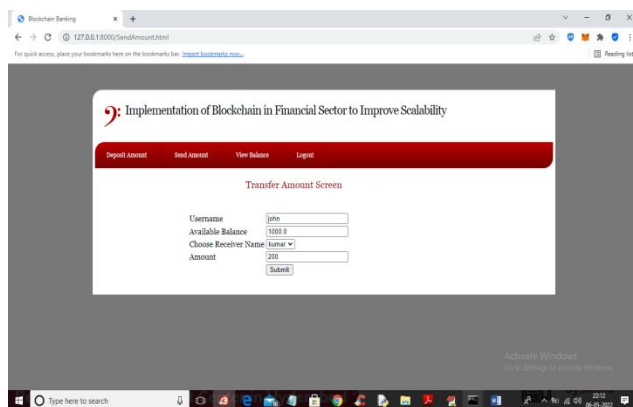 Blockchain Banking
127.0.0.1:8000/SendAmount.html
For quick access, place your bookmarks here on the bookmarks bar. Import bookmarks now...
Reading list
Implementation of Blockchain in Financial Sector to Improve Scalability
Deposit Amount Send Amount View Balance Logout
Transfer Amount Screen
Username john
Available Balance 1000.0
Choose Receiver Name kumar
Amount 200
Submit
Activate Windows
Go to Settings to activate Windows.
Type here to search
23:12
06-05-2022